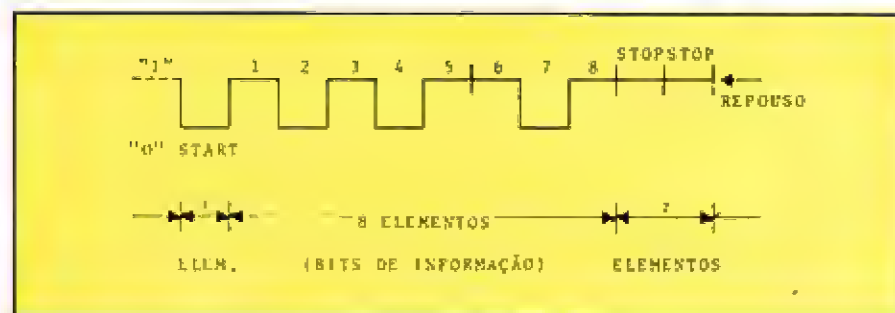 STOPSTOP
"1" 1 2 3 4 5 6 7 8
REPOUSO
"0" START
1 8 ELEMENTOS 2
ELEM. (BITS DE INFORMAÇÃO) ELEMENTOS